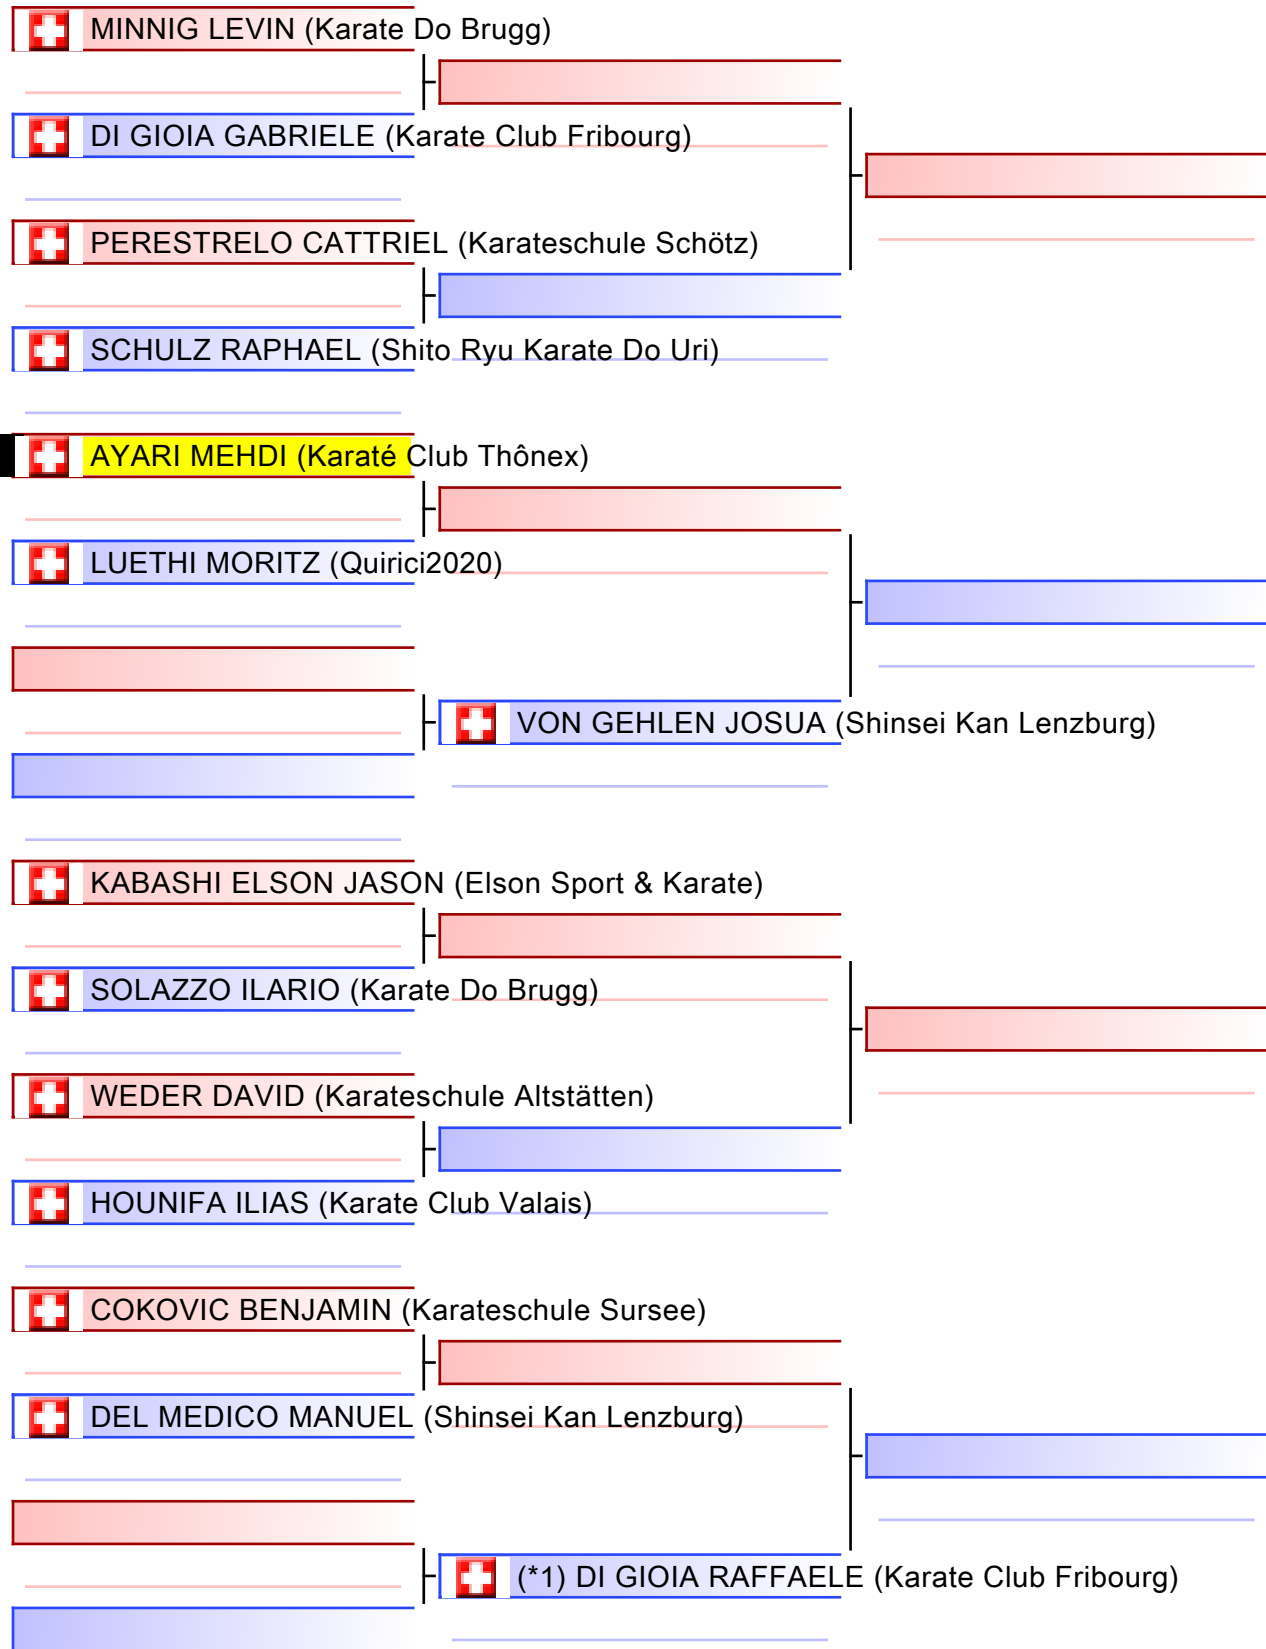 MINNIG LEVIN (Karate Do Brugg)
DI GIOIA GABRIELE (Karate Club Fribourg)
PERESTRELO CATTRIEL (Karateschule Schötz)
SCHULZ RAPHAEL (Shito Ryu Karate Do Uri)
AYARI MEHDI (Karaté Club Thônex)
LUETHI MORITZ (Quirici2020)
VON GEHLEN JOSUA (Shinsei Kan Lenzburg)
KABASHI ELSON JASON (Elson Sport & Karate)
SOLAZZO ILARIO (Karate Do Brugg)
WEDER DAVID (Karateschule Altstätten)
HOUNIFA ILIAS (Karate Club Valais)
COKOVIC BENJAMIN (Karateschule Sursee)
DEL MEDICO MANUEL (Shinsei Kan Lenzburg)
(*1) DI GIOIA RAFFAELE (Karate Club Fribourg)